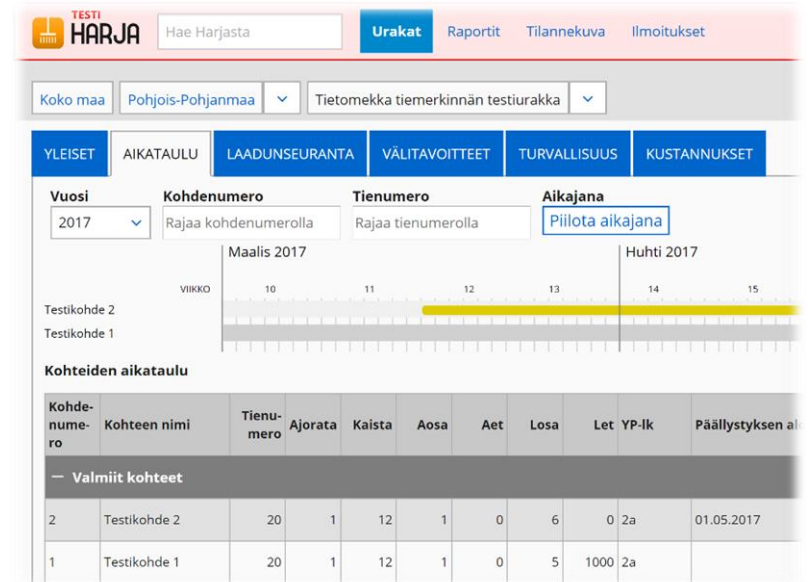 TESTI
HARJA Hae Harjasta Urakat Raportit Tilannekuva Ilmoitukset
Koko maa Pohjois-Pohjanmaa Tietomekka tiemerkinnän testiurakka
YLEISET AIKATAULU LAADUNSEURANTA VÄLITAVOITTEET TURVALLISUUS KUSTANNUKSET
Vuosi Kohdenumero Tienumero Aikajana
2017 Rajaa kohdenumerolla Rajaa tienumerolla Piilota aikajana
Maalis 2017 Huhti 2017
VIIKKO 10 11 12 13 14 15
Testikohde 2
Testikohde 1
Kohteiden aikataulu
Kohde-
nume-
ro Kohteen nimi Tienu-
mero Ajorata Kaista Aosa Aet Losa Let YP-lk Päällystyksen
— Valmiit kohteet
2 Testikohde 2 20 1 12 1 0 6 0 2a 01.05.2017
1 Testikohde 1 20 1 12 1 0 5 1000 2a